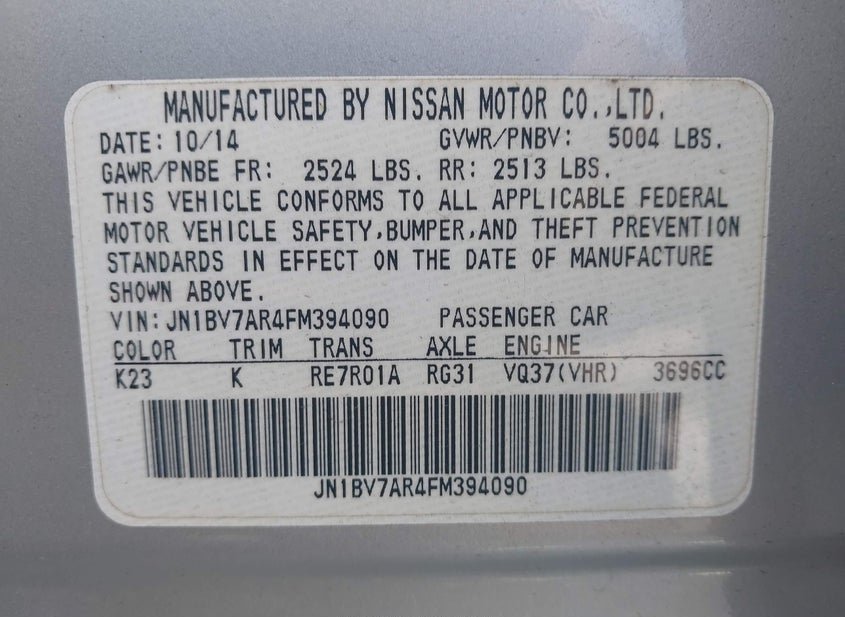 MANUFACTURED BY NISSAN MOTOR CO.,LTD.
DATE: 10/14 GVWR/PNBV: 5004 LBS.
GAWR/PNBE FR: 2524 LBS. RR: 2513 LBS.
THIS VEHICLE CONFORMS TO ALL APPLICABLE FEDERAL
MOTOR VEHICLE SAFETY,BUMPER,AND THEFT PREVENTION
STANDARDS IN EFFECT ON THE DATE OF MANUFACTURE
SHOWN ABOVE.
VIN:JN1BV7AR4FM394090 PASSENGER CAR
COLOR TRIM TRANS AXLE ENGINE
K23 K RE7R01A RG31 VQ37(VHR) 3696CC
JN1BV7AR4FM394090